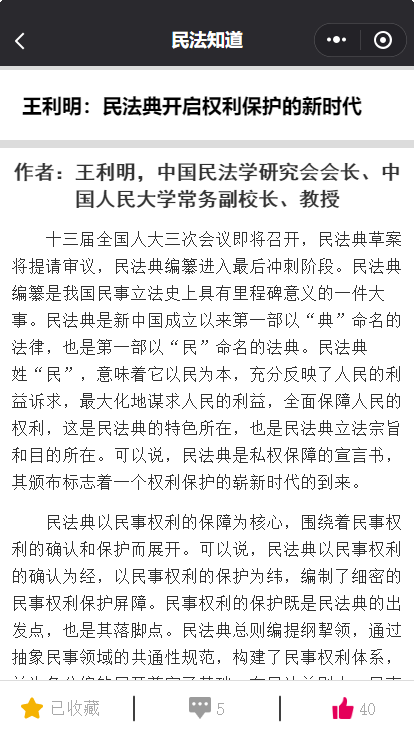 民法知道
王利明：民法典开启权利保护的新时代
作者：王利明，中国民法学研究会会长、中
国人民大学常务副校长、教授
十三届全国人大三次会议即将召开，民法典草案
将提请审议，民法典编纂进入最后冲刺阶段。民法典
编纂是我国民事立法史上具有里程碑意义的一件大
事。民法典是新中国成立以来第一部以“典”命名的
法律，也是第一部以“民”命名的法典。民法典
姓“民”，意味着它以民为本，充分反映了人民的利
益诉求，最大化地谋求人民的利益，全面保障人民的
权利，这是民法典的特色所在，也是民法典立法宗旨
和目的所在。可以说，民法典是私权保障的宣言书，
其颁布标志着一个权利保护的崭新时代的到来。
民法典以民事权利的保障为核心，围绕着民事权
利的确认和保护而展开。可以说，民法典以民事权利
的确认为经，以民事权利的保护为纬，编制了细密的
民事权利保护屏障。民事权利的保护既是民法典的出
发点，也是其落脚点。民法典总则编提纲挈领，通过
抽象民事领域的共通性规范，构建了民事权利体系，
已收藏
5
40